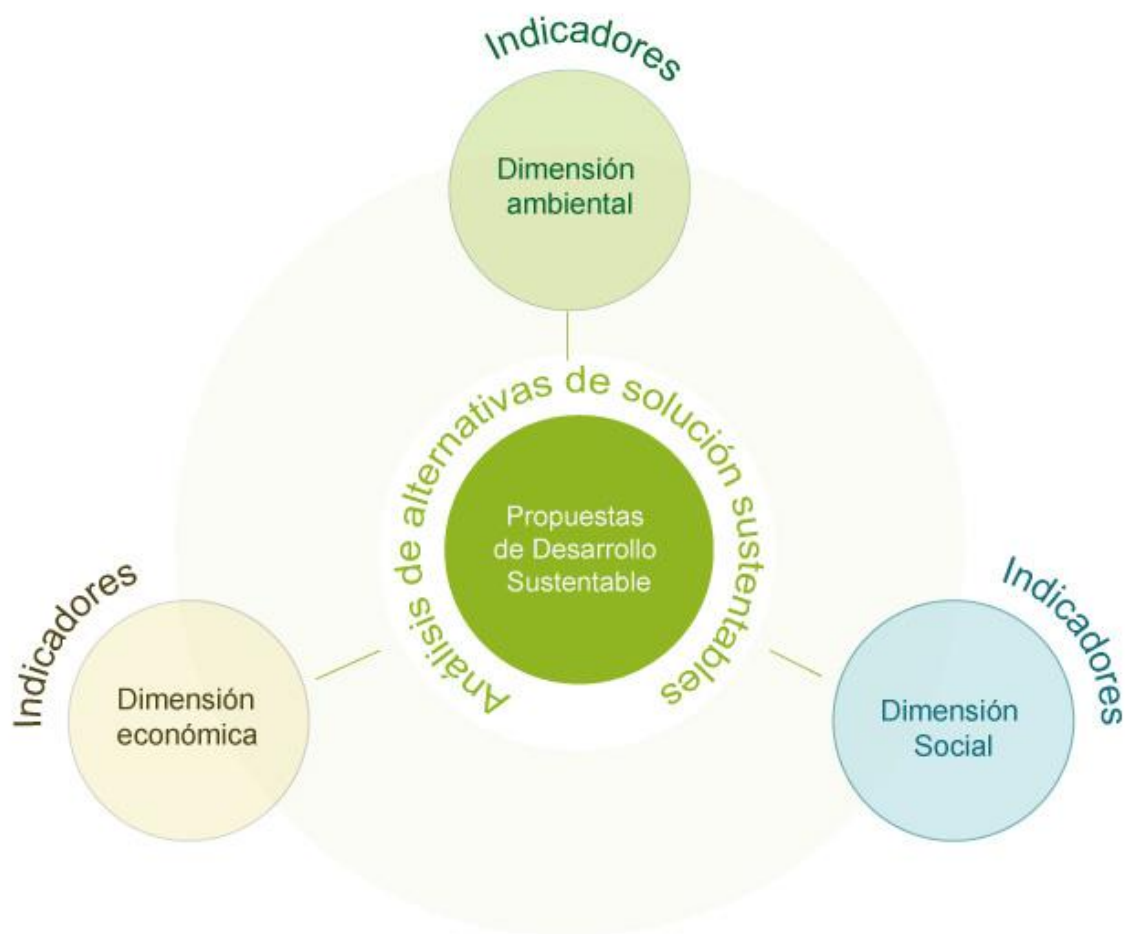 Indicadores
Dimensión
ambiental
Análisis de alternativas de solución sustentables
Propuestas
de Desarrollo
Sustentable
Indicadores
Dimensión
económica
Indicadores
Dimensión
Social